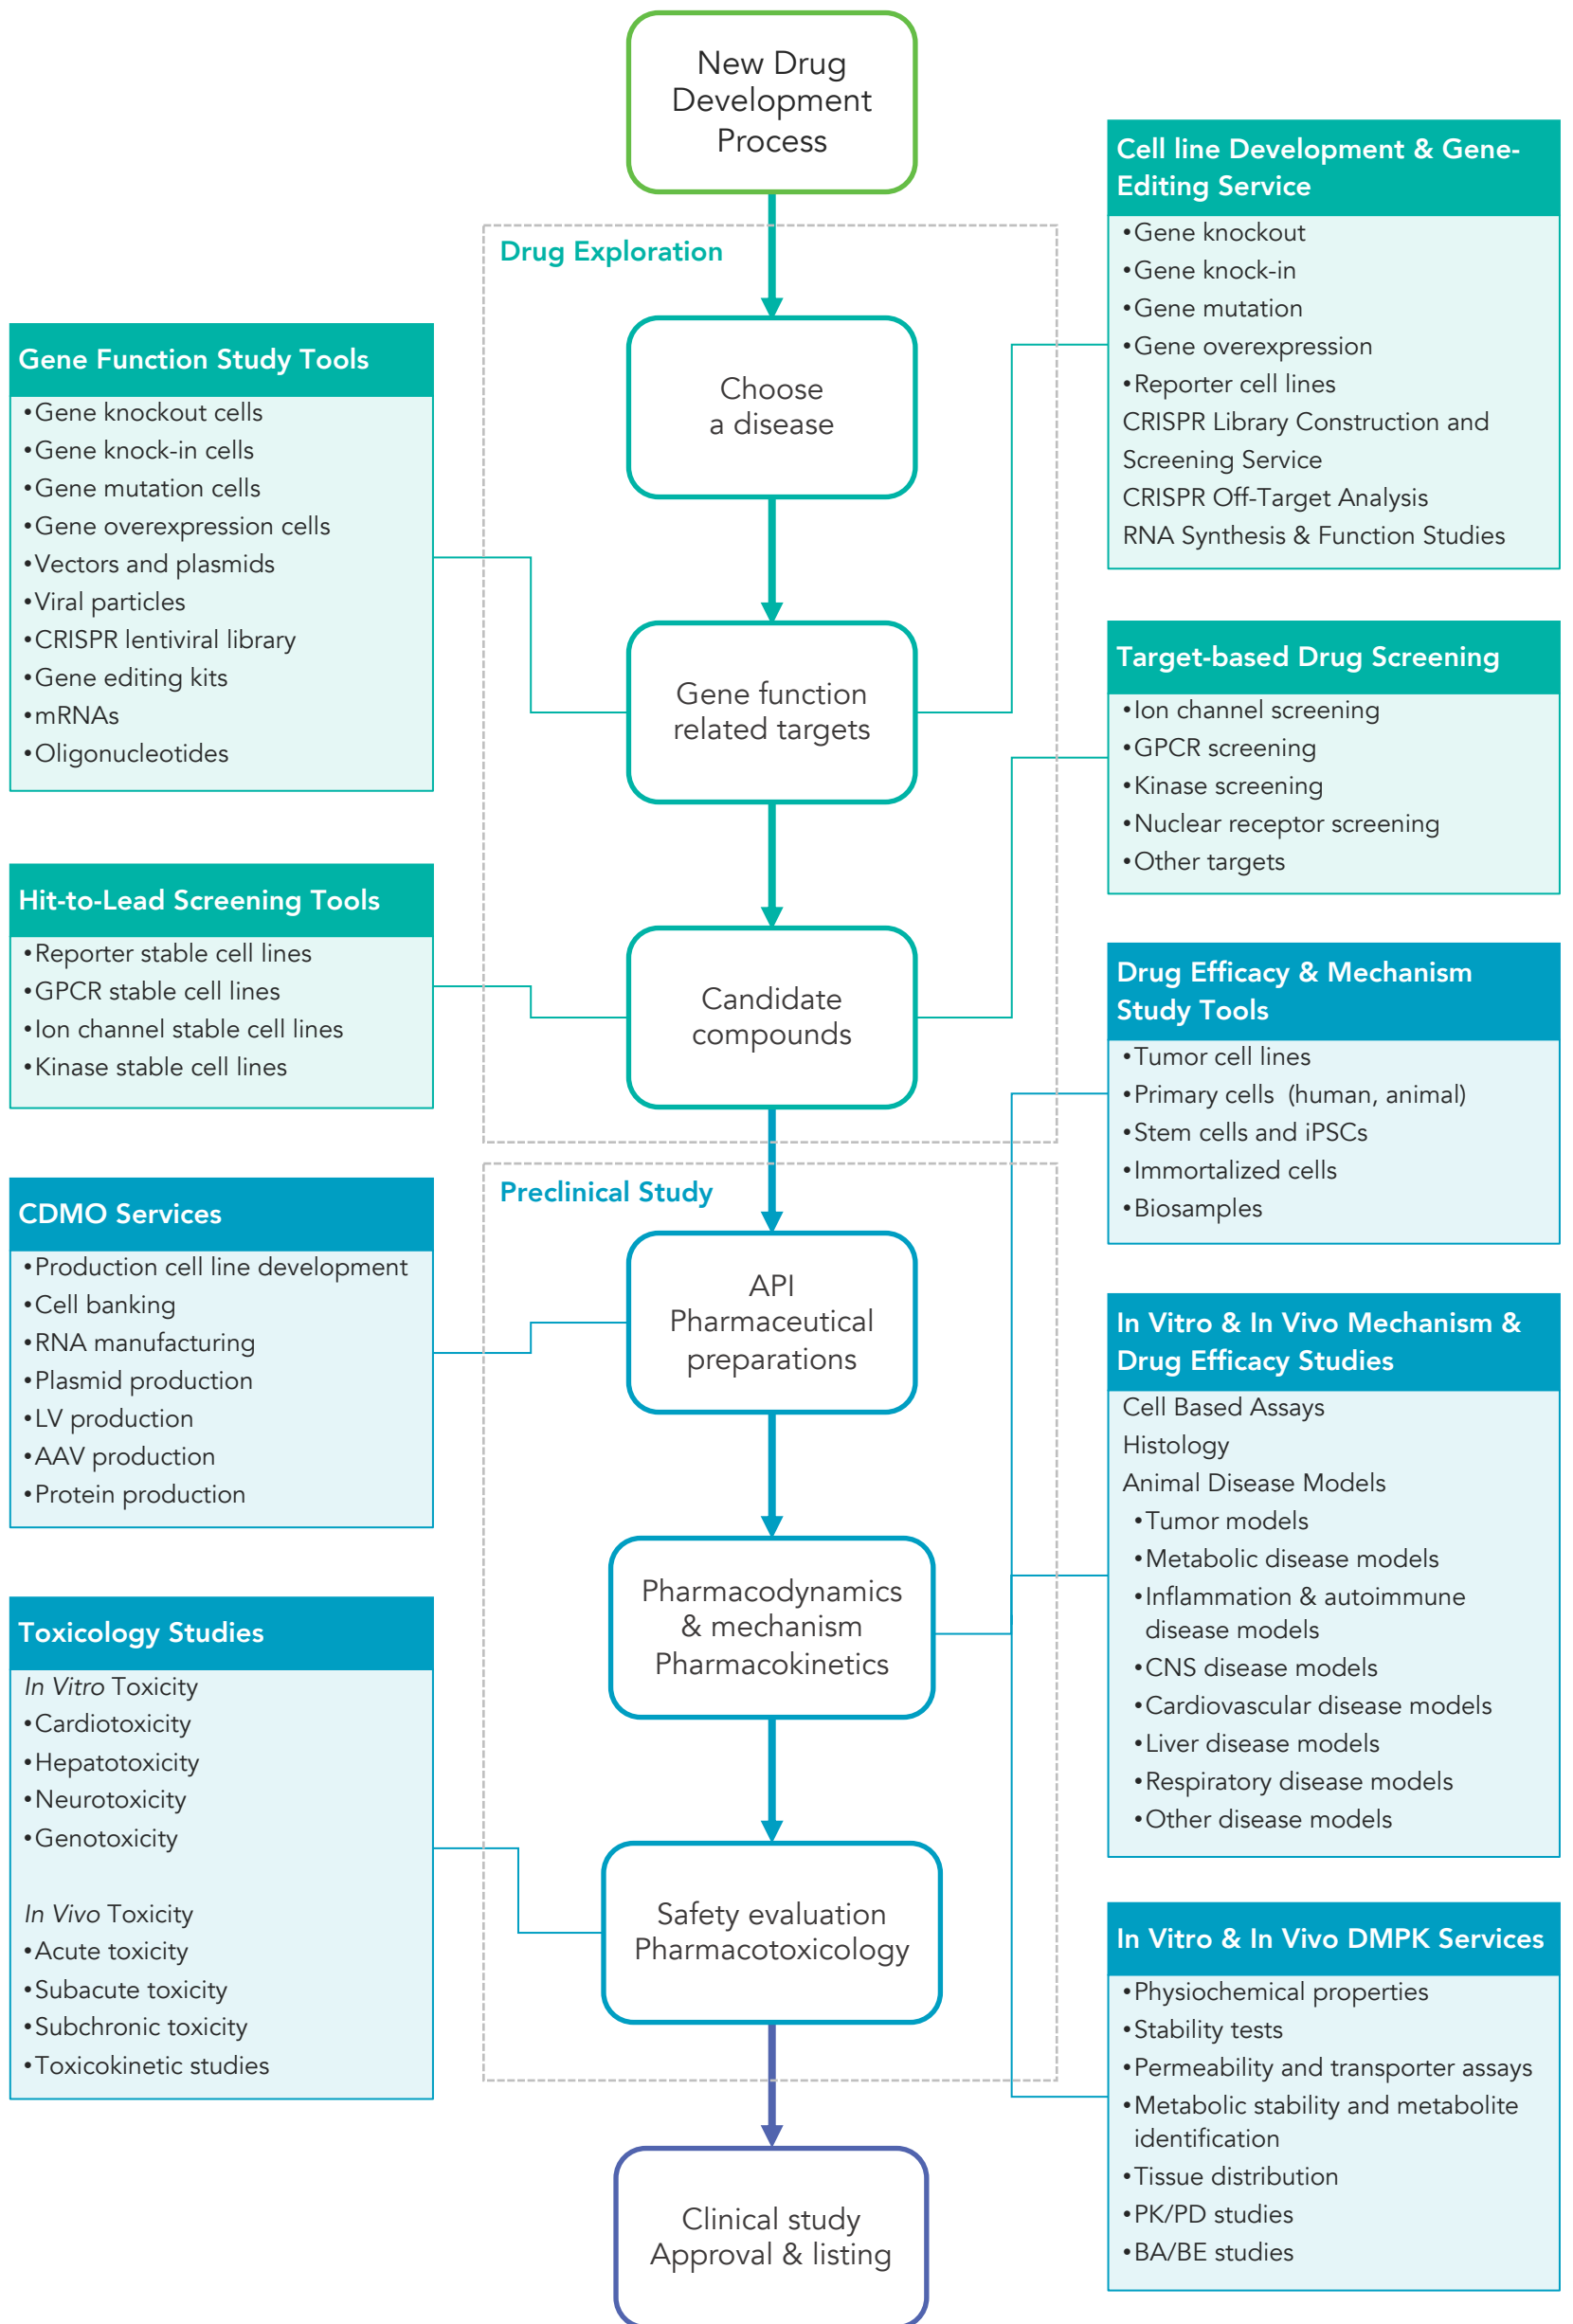 New Drug
Development
Process
Drug Exploration
Choose
a disease
Gene function
related targets
Candidate
compounds
Preclinical Study
API
Pharmaceutical
preparations
Pharmacodynamics
& mechanism
Pharmacokinetics
Safety evaluation
Pharmacotoxicology
Clinical study
Approval & listing
Gene Function Study Tools
•Gene knockout cells
•Gene knock-in cells
•Gene mutation cells
•Gene overexpression cells
•Vectors and plasmids
•Viral particles
•CRISPR lentiviral library
•Gene editing kits
•mRNAs
•Oligonucleotides
Hit-to-Lead Screening Tools
•Reporter stable cell lines
•GPCR stable cell lines
•Ion channel stable cell lines
•Kinase stable cell lines
CDMO Services
•Production cell line development
•Cell banking
•RNA manufacturing
•Plasmid production
•LV production
•AAV production
•Protein production
Toxicology Studies
In Vitro Toxicity
•Cardiotoxicity
•Hepatotoxicity
•Neurotoxicity
•Genotoxicity
In Vivo Toxicity
•Acute toxicity
•Subacute toxicity
•Subchronic toxicity
•Toxicokinetic studies
Cell line Development & Gene-
Editing Service
•Gene knockout
•Gene knock-in
•Gene mutation
•Gene overexpression
•Reporter cell lines
CRISPR Library Construction and
Screening Service
CRISPR Off-Target Analysis
RNA Synthesis & Function Studies
Target-based Drug Screening
•Ion channel screening
•GPCR screening
•Kinase screening
•Nuclear receptor screening
•Other targets
Drug Efficacy & Mechanism
Study Tools
•Tumor cell lines
•Primary cells (human, animal)
•Stem cells and iPSCs
•Immortalized cells
•Biosamples
In Vitro & In Vivo Mechanism &
Drug Efficacy Studies
Cell Based Assays
Histology
Animal Disease Models
•Tumor models
•Metabolic disease models
•Inflammation & autoimmune
disease models
•CNS disease models
•Cardiovascular disease models
•Liver disease models
•Respiratory disease models
•Other disease models
In Vitro & In Vivo DMPK Services
•Physiochemical properties
•Stability tests
•Permeability and transporter assays
•Metabolic stability and metabolite
identification
•Tissue distribution
•PK/PD studies
•BA/BE studies